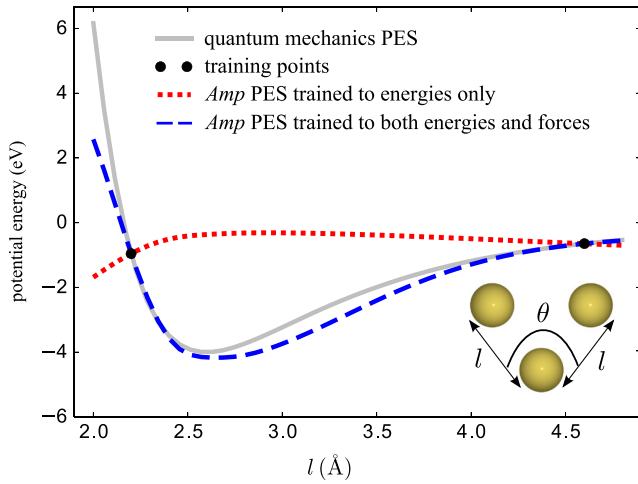 quantum mechanics PES
training points
Amp PES trained to energies only
Amp PES trained to both energies and forces
potential energy (eV)
6
4
2
0
−2
−4
−6
2.0 2.5 3.0 3.5 4.0 4.5
l (Å)
θ
l l